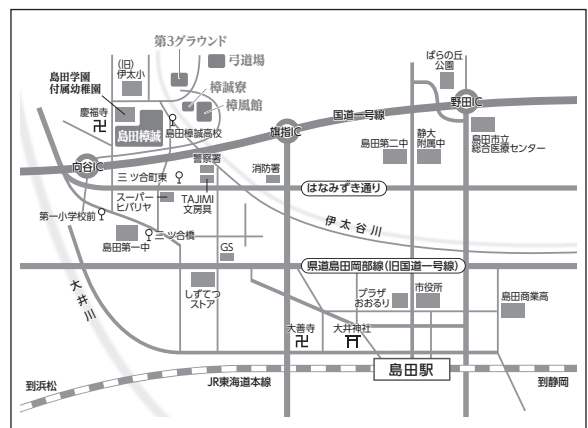 第3グラウンド
弓道場
(旧)
伊太小
島田学園
付属幼稚園
樟誠寮
樟風館
慶福寺
島田樟誠
島田樟誠高校
ばらの丘
公園
野田IC
国道一号線
旗指IC
向谷IC
島田第二中
静大
附属中
島田市立
総合医療センター
警察署
消防署
三ツ合町東
はなみずき通り
スーパー
ヒバリヤ
TAJIMI
文房具
第一小学校前
島田第一中
三ツ合橋
伊太谷川
GS
県道島田岡部線(旧国道一号線)
大井川
しずてつ
ストア
プラザ
おおるり
市役所
島田商業高
大善寺
大井神社
島田駅
到浜松
JR東海道本線
到静岡